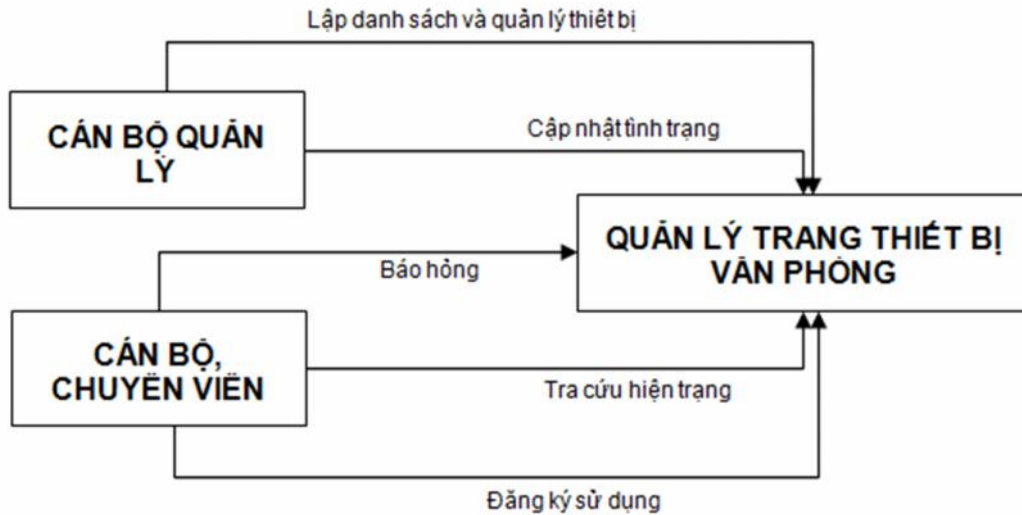 Lập danh sách và quản lý thiết bị
CÁN BỘ QUẢN
LÝ
Cập nhật tình trạng
QUẢN LÝ TRANG THIẾT BỊ
VĂN PHÒNG
Báo hỏng
CÁN BỘ,
CHUYÊN VIÊN
Tra cứu hiện trạng
Đăng ký sử dụng